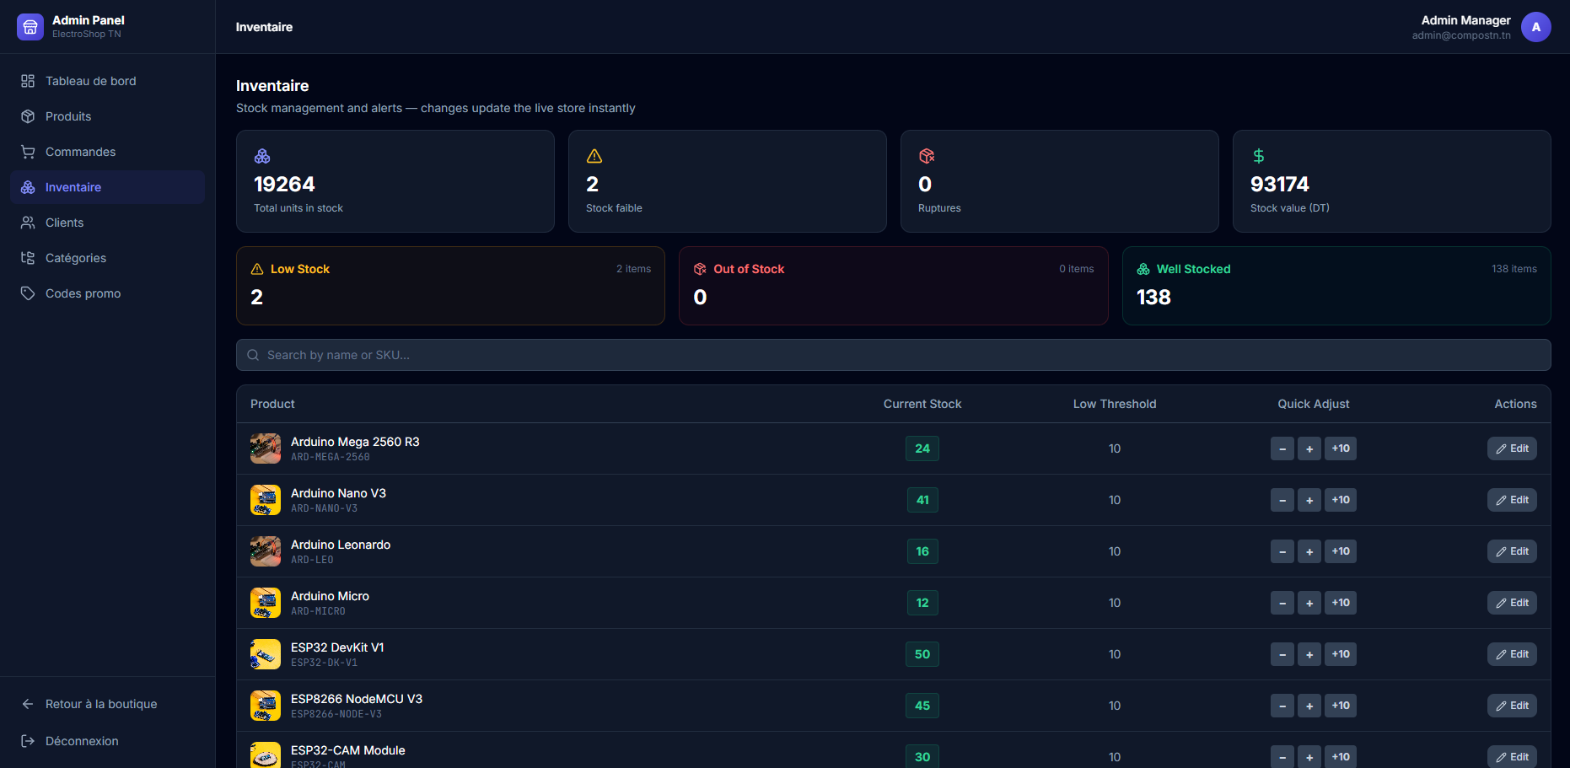 Admin Panel
ElectroShop TN
Inventaire
Admin Manager
admin@compostn.tn
A
Tableau de bord
Produits
Commandes
Inventaire
Clients
Catégories
Codes promo
Retour à la boutique
Déconnexion
Inventaire
Stock management and alerts — changes update the live store instantly
19264
Total units in stock
2
Stock faible
0
Ruptures
93174
Stock value (DT)
Low Stock 2 items
2
Out of Stock 0 items
0
Well Stocked 138 items
138
Search by name or SKU...
Product Current Stock Low Threshold Quick Adjust Actions
Arduino Mega 2560 R3
ARD-MEGA-2560
24 10 – + +10 Edit
Arduino Nano V3
ARD-NANO-V3
41 10 – + +10 Edit
Arduino Leonardo
ARD-LEO
16 10 – + +10 Edit
Arduino Micro
ARD-MICRO
12 10 – + +10 Edit
ESP32 DevKit V1
ESP32-DK-V1
50 10 – + +10 Edit
ESP8266 NodeMCU V3
ESP8266-NODE-V3
45 10 – + +10 Edit
ESP32-CAM Module
ESP32-CAM
30 10 – + +10 Edit